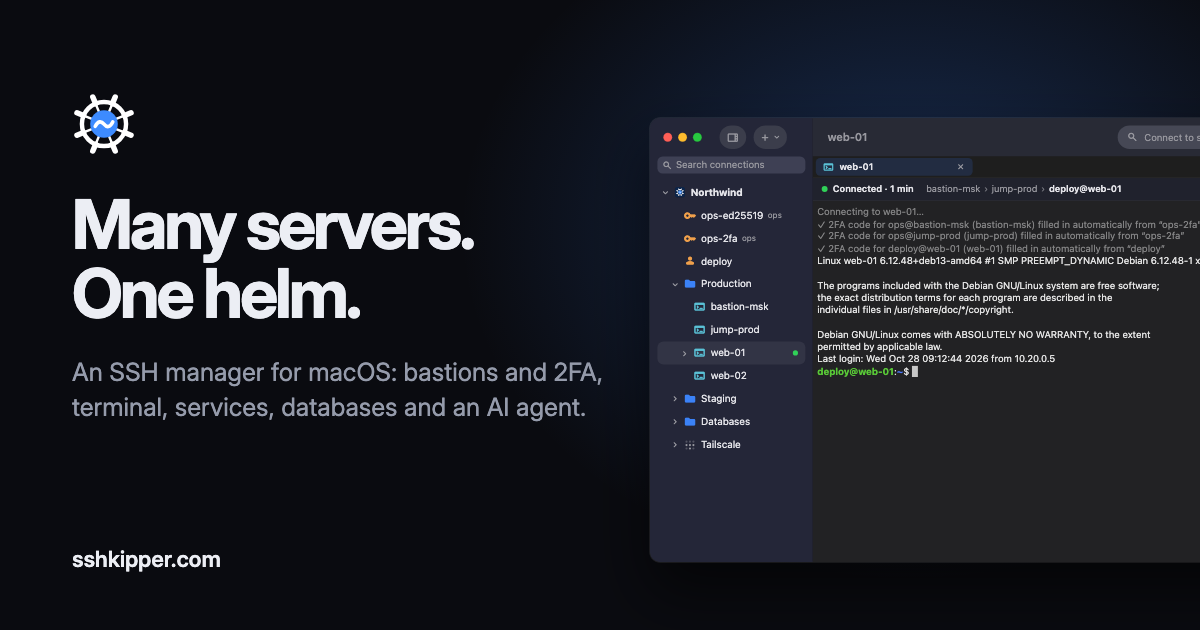 Many servers.
One helm.
An SSH manager for macOS: bastions and 2FA,
terminal, services, databases and an AI agent.
sshkipper.com
Search connections
Northwind
ops-ed25519 ops
ops-2fa ops
deploy
Production
bastion-msk
jump-prod
web-01
web-02
Staging
Databases
Tailscale
web-01
Connect to s
web-01
Connected · 1 min bastion-msk › jump-prod › deploy@web-01
Connecting to web-01...
✓ 2FA code for ops@bastion-msk (bastion-msk) filled in automatically from “ops-2fa”
✓ 2FA code for ops@jump-prod (jump-prod) filled in automatically from “ops-2fa”
✓ 2FA code for deploy@web-01 (web-01) filled in automatically from “deploy”
Linux web-01 6.12.48+deb13-amd64 #1 SMP PREEMPT_DYNAMIC Debian 6.12.48-1 x
The programs included with the Debian GNU/Linux system are free software;
the exact distribution terms for each program are described in the
individual files in /usr/share/doc/*/copyright.
Debian GNU/Linux comes with ABSOLUTELY NO WARRANTY, to the extent
permitted by applicable law.
Last login: Wed Oct 28 09:12:44 2026 from 10.20.0.5
deploy@web-01:~$